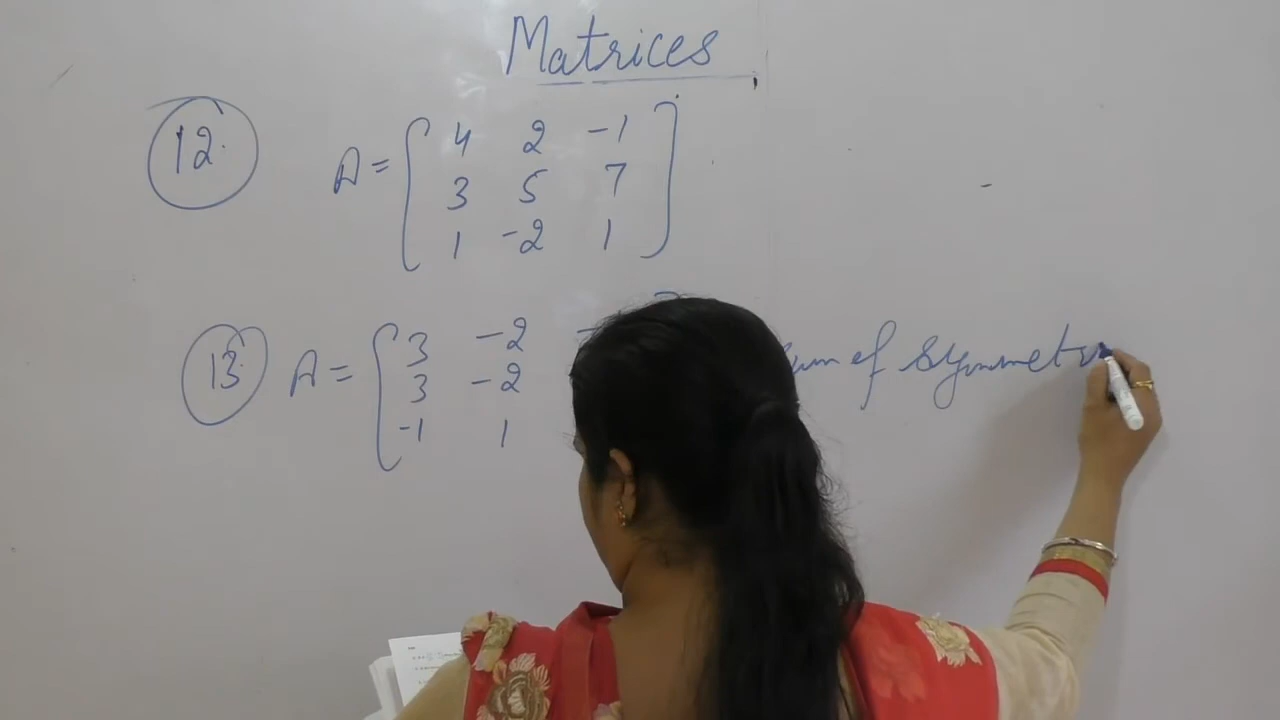 Matrices
12. A = [ 4 2 -1
3 5 7
1 -2 1 ]
13. A = [ 3 -2 -
3 -2 of Symmetr
-1 1